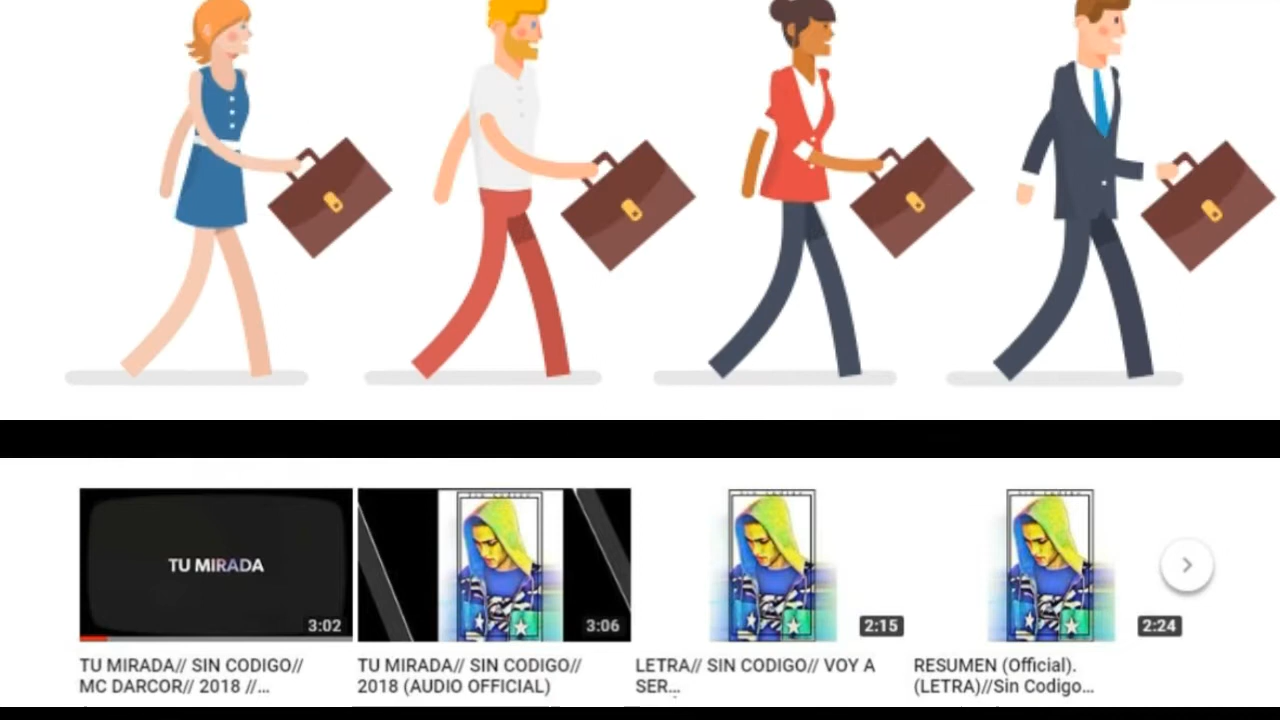 TU MIRADA
3:02
3:06
2:15
2:24
TU MIRADA// SIN CODIGO//
MC DARCOR// 2018 //...
TU MIRADA// SIN CODIGO//
2018 (AUDIO OFFICIAL)
LETRA// SIN CODIGO// VOY A
SER...
RESUMEN (Official).
(LETRA)//Sin Codigo...